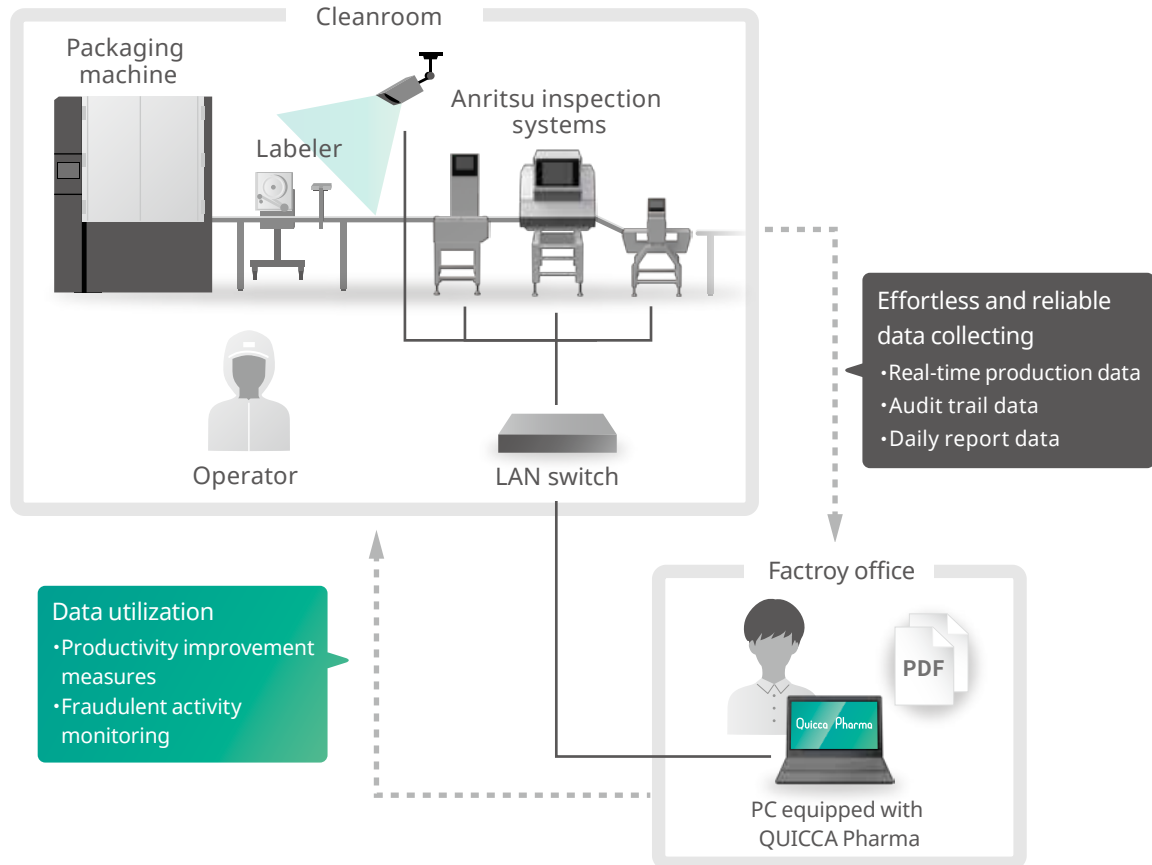 Cleanroom
Packaging
machine
Labeler
Anritsu inspection
systems
Operator
LAN switch
Effortless and reliable
data collecting
・Real-time production data
・Audit trail data
・Daily report data
Data utilization
・Productivity improvement
measures
・Fraudulent activity
monitoring
Factroy office
PDF
Quicca Pharma
PC equipped with
QUICCA Pharma